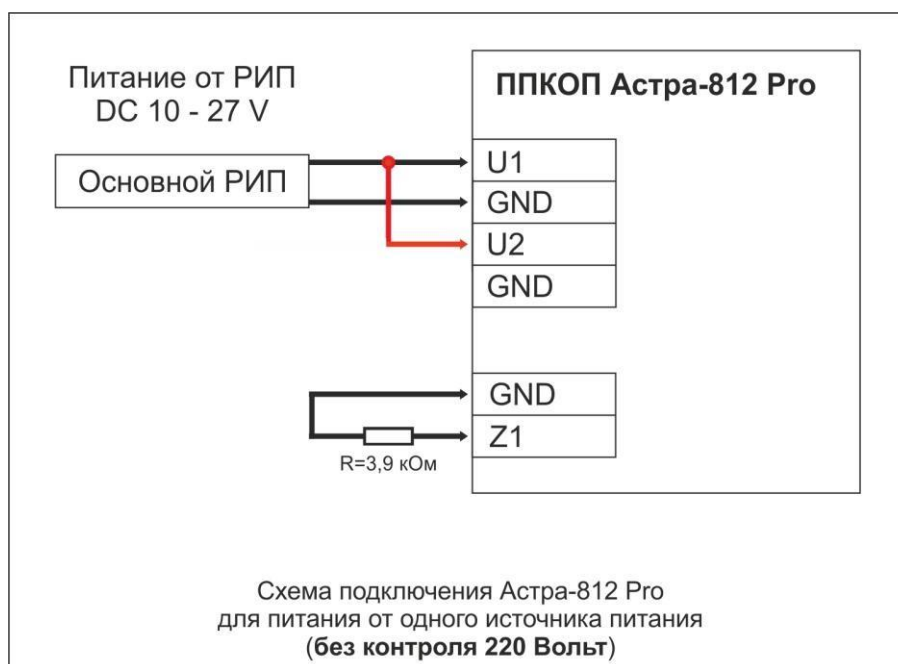 Питание от РИП
DC 10 - 27 V
ППКОП Астра-812 Pro
Основной РИП
U1
GND
U2
GND
GND
Z1
R=3,9 кОм
Схема подключения Астра-812 Pro
для питания от одного источника питания
(без контроля 220 Вольт)